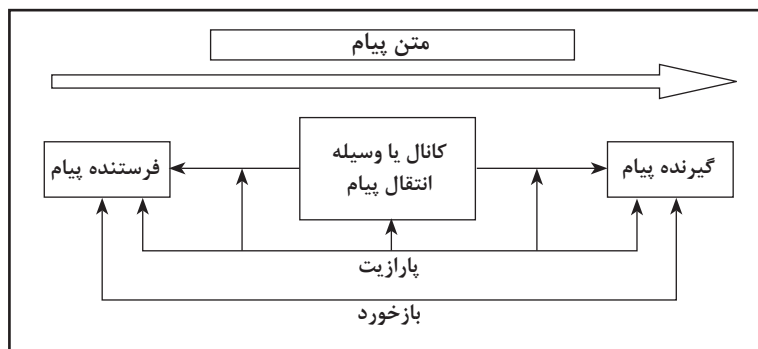 متن پیام
گیرنده پیام
کانال یا وسیله
انتقال پیام
فرستنده پیام
پارازیت
بازخورد